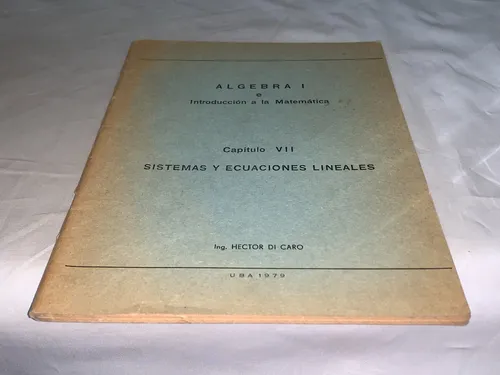 ALGEBRA I
e
Introducción a la Matemática
Capítulo VII
SISTEMAS Y ECUACIONES LINEALES
Ing. HECTOR DI CARO
UBA 1979